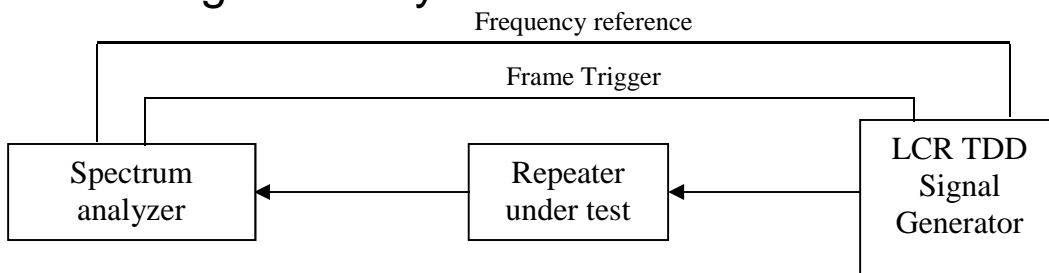 Frequency reference
Frame Trigger
Spectrum
analyzer
Repeater
under test
LCR TDD
Signal
Generator